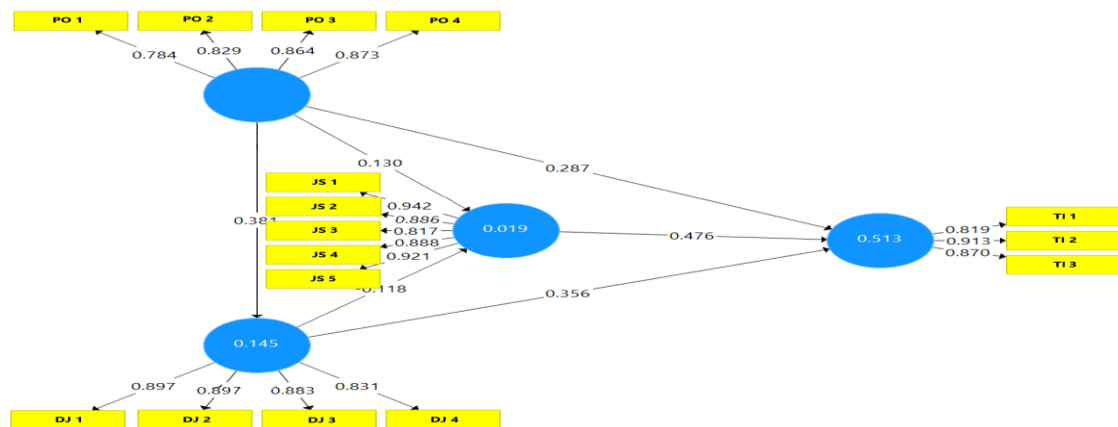 PO 1 PO 2 PO 3 PO 4
0.784 0.829 0.864 0.873
0.130
0.287
JS 1
0.942
JS 2
0.886
0.381
JS 3
0.817
0.019
0.476
JS 4
0.888
JS 5
0.921
-0.118
0.356
0.513
TI 1
0.819
TI 2
0.913
TI 3
0.870
0.145
0.897 0.897 0.883 0.831
DJ 1 DJ 2 DJ 3 DJ 4